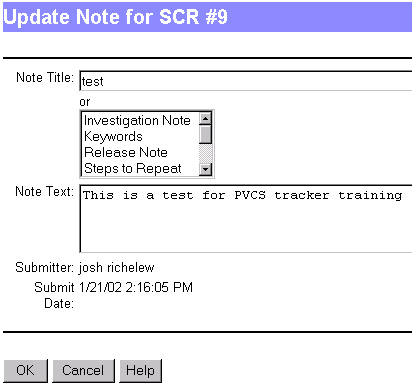 Update Note for SCR #9
Note Title: test
or
Investigation Note
Keywords
Release Note
Steps to Repeat
Note Text: This is a test for PVCS tracker training
Submitter: josh richelew
Submit 1/21/02 2:16:05 PM
Date:
OK Cancel Help